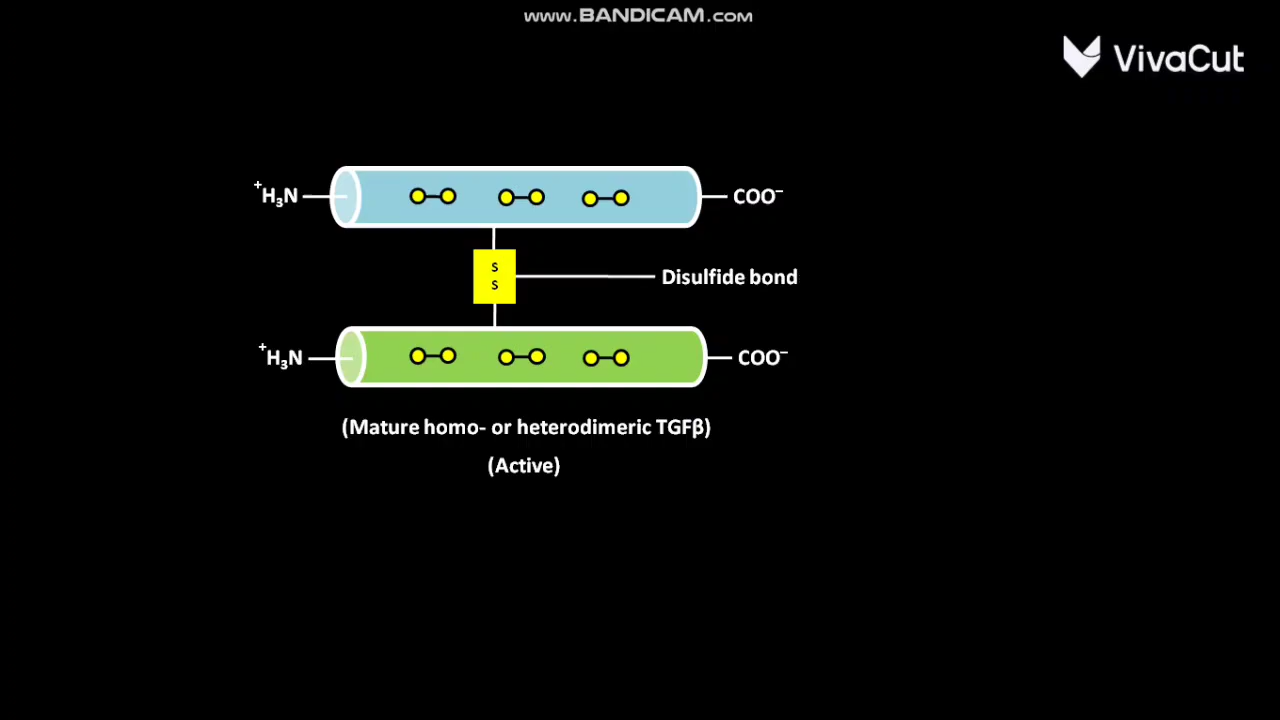 www.BANDICAM.com
VivaCut
⁺H₃N COO⁻
S
S
Disulfide bond
⁺H₃N COO⁻
(Mature homo- or heterodimeric TGFβ)
(Active)